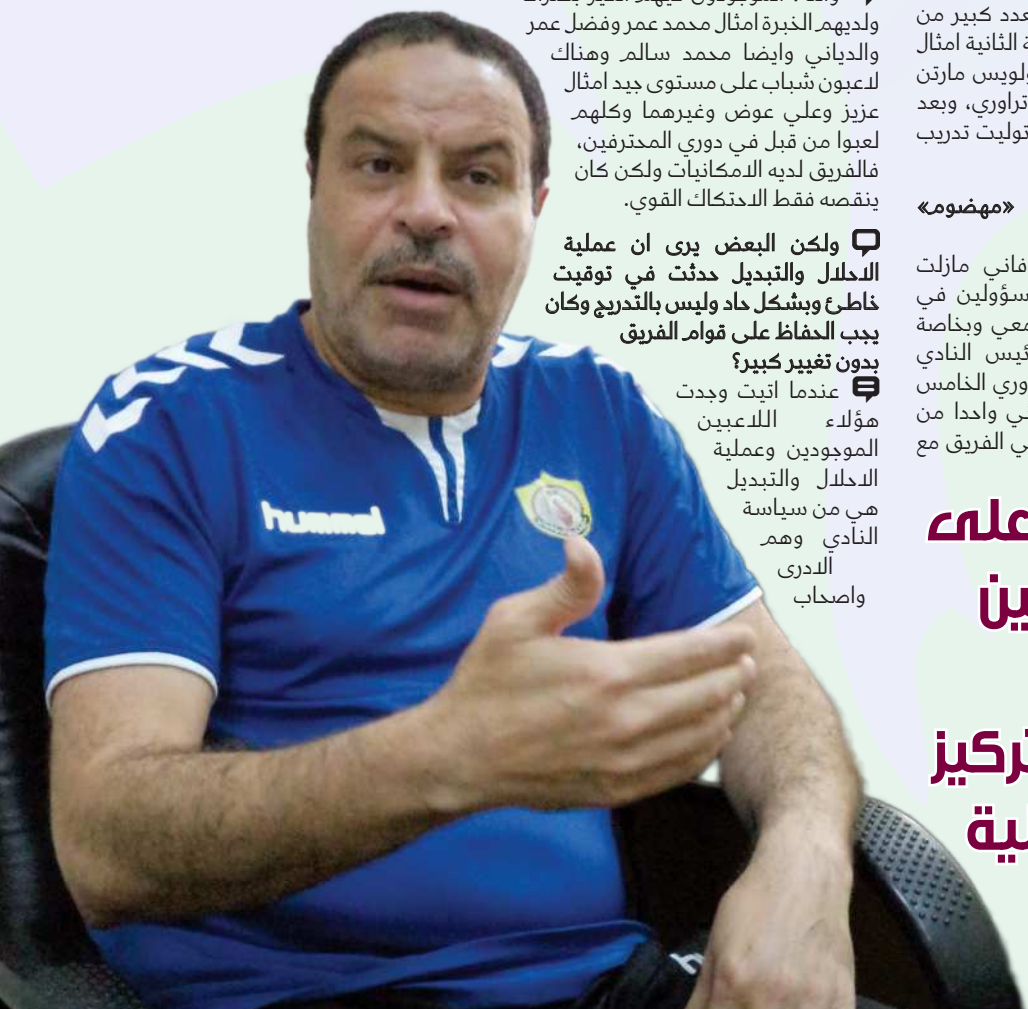 عدد كبير من
ة الثانية امثال
ولويس مارتن
تراوري، وبعد
توليت تدريب
«مهضوم»
فاني مازلت
سؤولين في
معي وبخاصة
ئيس النادي
وري الخامس
ي واحدا من
ي الفريق مع
على
ين
تركيز
ية
ولديهم الخبرة امثال محمد عمر وفضل عمر
والدياني وايضا محمد سالم وهناك
لاعبون شباب على مستوى جيد امثال
عزيز وعلي عوض وغيرهما وكلهم
لعبوا من قبل في دوري المحترفين،
فالفريق لديه الامكانيات ولكن كان
ينقصه فقط الاحتكاك القوي.
ولكن البعض يرى ان عملية
الاحلال والتبديل حدثت في توقيت
خاطئ وبشكل حاد وليس بالتدريج وكان
يجب الحفاظ على قوام الفريق
بدون تغيير كبير؟
عندما اتيت وجدت
هؤلاء اللاعبين
الموجودين وعملية
الاحلال والتبديل
هي من سياسة
النادي وهم
الادرى
واصحاب
hummel